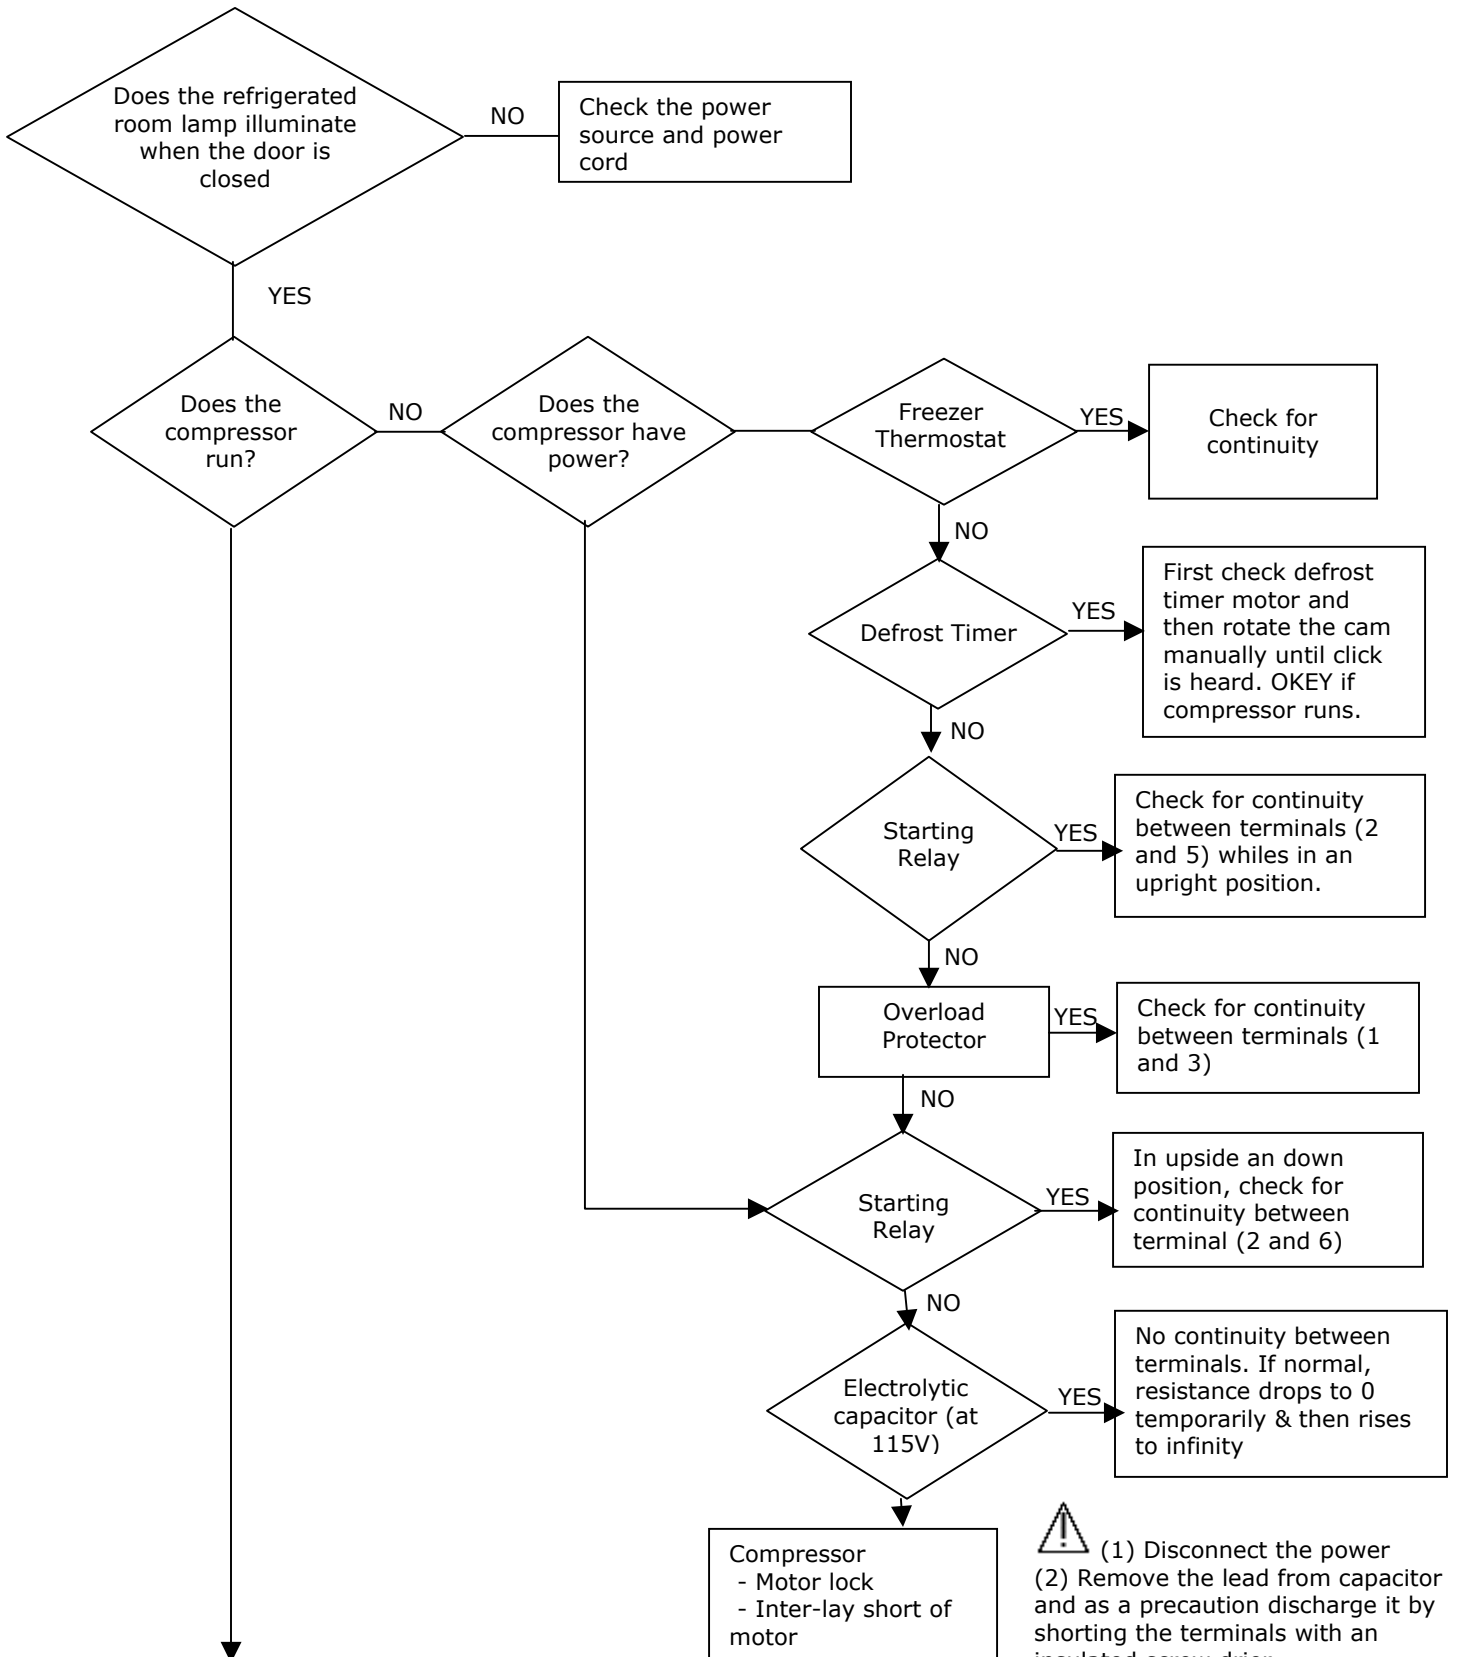 Does the refrigerated
room lamp illuminate
when the door is
closed
NO
Check the power
source and power
cord
YES
Does the
compressor
run?
NO
Does the
compressor have
power?
Freezer
Thermostat
YES
Check for
continuity
NO
Defrost Timer
YES
First check defrost
timer motor and
then rotate the cam
manually until click
is heard. OKEY if
compressor runs.
NO
Starting
Relay
YES
Check for continuity
between terminals (2
and 5) whiles in an
upright position.
NO
Overload
Protector
YES
Check for continuity
between terminals (1
and 3)
NO
Starting
Relay
YES
In upside an down
position, check for
continuity between
terminal (2 and 6)
NO
Electrolytic
capacitor (at
115V)
YES
No continuity between
terminals. If normal,
resistance drops to 0
temporarily & then rises
to infinity
Compressor
- Motor lock
- Inter-lay short of
motor
(1) Disconnect the power
(2) Remove the lead from capacitor
and as a precaution discharge it by
shorting the terminals with an
insulated screw drier